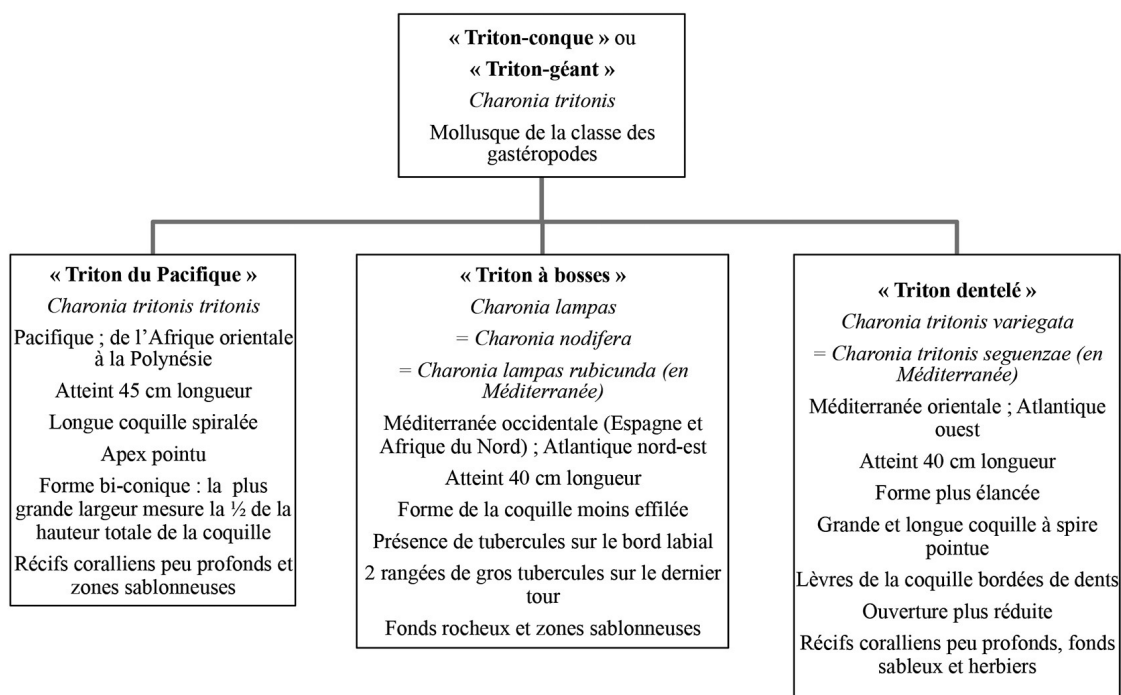 « Triton-conque » ou
« Triton-géant »
Charonia tritonis
Mollusque de la classe des
gastéropodes
« Triton du Pacifique »
Charonia tritonis tritonis
Pacifique ; de l’Afrique orientale
à la Polynésie
Atteint 45 cm longueur
Longue coquille spiralée
Apex pointu
Forme bi-conique : la plus
grande largeur mesure la ½ de la
hauteur totale de la coquille
Récifs coralliens peu profonds et
zones sablonneuses
« Triton à bosses »
Charonia lampas
= Charonia nodifera
= Charonia lampas rubicunda (en
Méditerranée)
Méditerranée occidentale (Espagne et
Afrique du Nord) ; Atlantique nord-est
Atteint 40 cm longueur
Forme de la coquille moins effilée
Présence de tubercules sur le bord labial
2 rangées de gros tubercules sur le dernier
tour
Fonds rocheux et zones sablonneuses
« Triton dentelé »
Charonia tritonis variegata
= Charonia tritonis seguenzae (en
Méditerranée)
Méditerranée orientale ; Atlantique
ouest
Atteint 40 cm longueur
Forme plus élancée
Grande et longue coquille à spire
pointue
Lèvres de la coquille bordées de dents
Ouverture plus réduite
Récifs coralliens peu profonds, fonds
sableux et herbiers